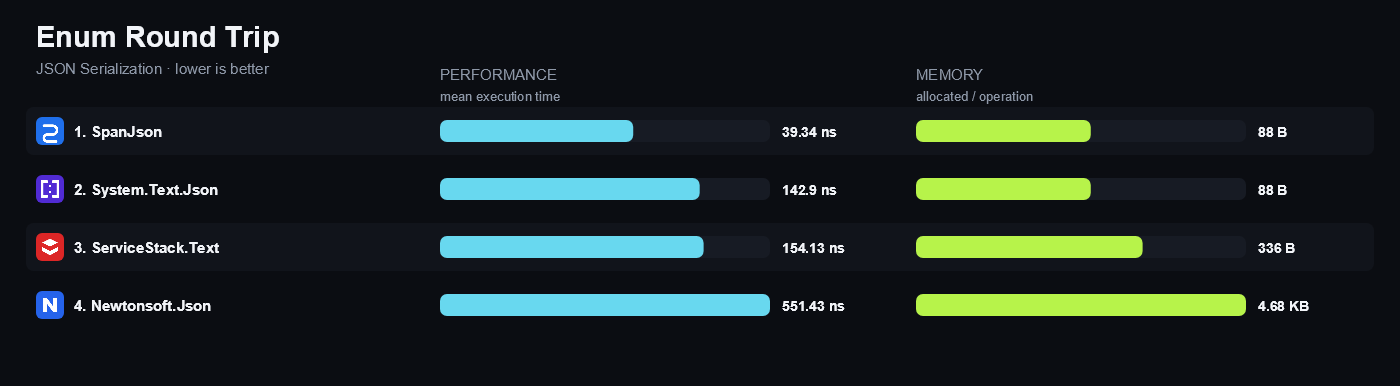 Enum Round Trip
JSON Serialization · lower is better
PERFORMANCE
mean execution time
MEMORY
allocated / operation
1. SpanJson 39.34 ns 88 B
2. System.Text.Json 142.9 ns 88 B
3. ServiceStack.Text 154.13 ns 336 B
N 4. Newtonsoft.Json 551.43 ns 4.68 KB